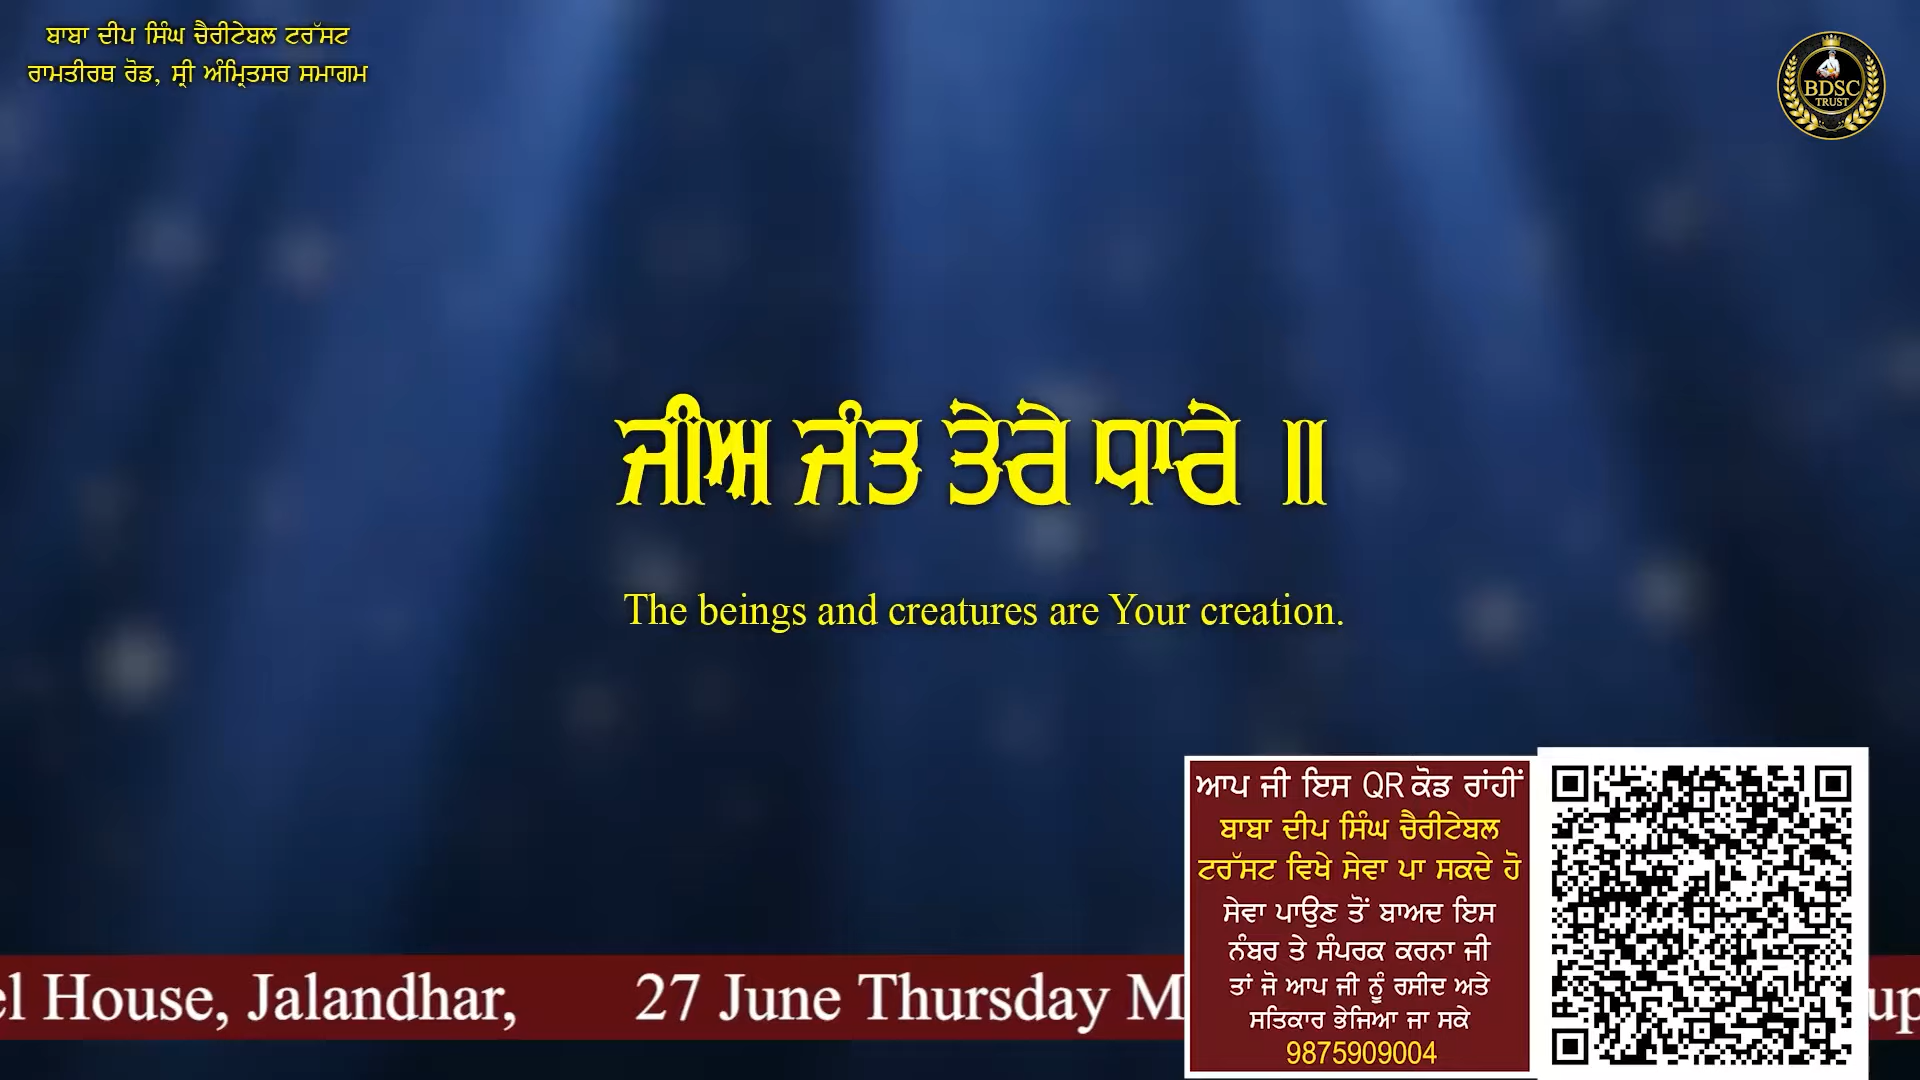 ਬਾਬਾ ਦੀਪ ਸਿੰਘ ਚੈਰੀਟੇਬਲ ਟਰੱਸਟ
ਰਾਮਤੀਰਥ ਰੋਡ, ਸ੍ਰੀ ਅੰਮ੍ਰਿਤਸਰ ਸਮਾਗਮ
BDSC
TRUST
ਜੀਅ ਜੰਤ ਤੇਰੇ ਧਾਰੇ ॥
The beings and creatures are Your creation.
ਆਪ ਜੀ ਇਸ QR ਕੋਡ ਰਾਂਹੀਂ
ਬਾਬਾ ਦੀਪ ਸਿੰਘ ਚੈਰੀਟੇਬਲ
ਟਰੱਸਟ ਵਿਖੇ ਸੇਵਾ ਪਾ ਸਕਦੇ ਹੋ
ਸੇਵਾ ਪਾਉਣ ਤੋਂ ਬਾਅਦ ਇਸ
ਨੰਬਰ ਤੇ ਸੰਪਰਕ ਕਰਨਾ ਜੀ
ਤਾਂ ਜੋ ਆਪ ਜੀ ਨੂੰ ਰਸੀਦ ਅਤੇ
ਸਤਿਕਾਰ ਭੇਜਿਆ ਜਾ ਸਕੇ
9875909004
House, Jalandhar, 27 June Thursday